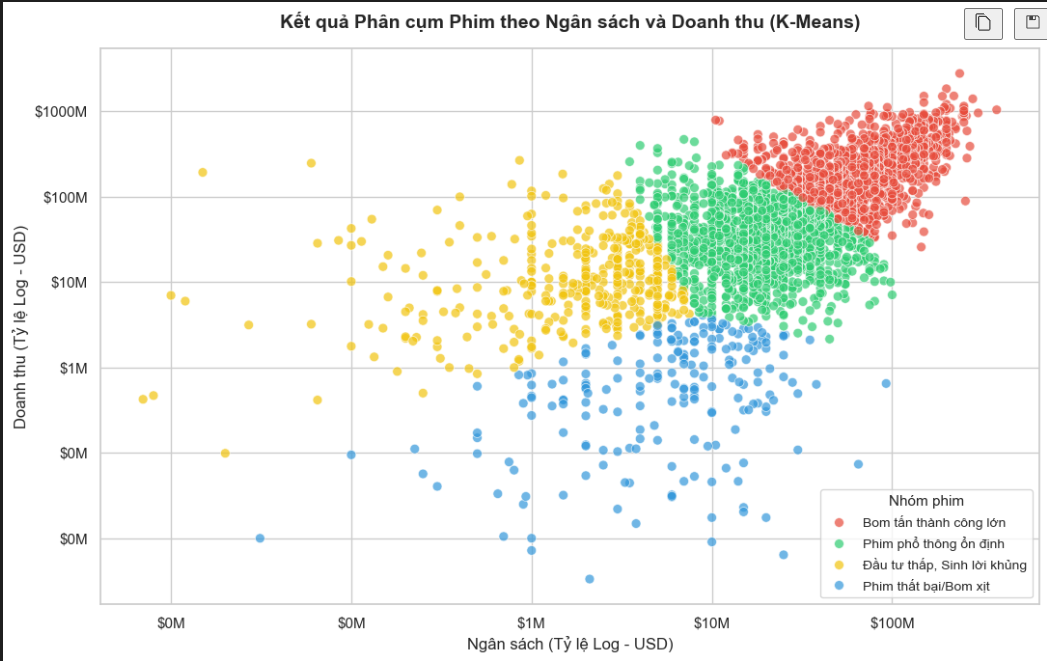 Kết quả Phân cụm Phim theo Ngân sách và Doanh thu (K-Means)
$1000M
$100M
$10M
$1M
$0M
$0M
Doanh thu (Tỷ lệ Log - USD)
Nhóm phim
Bom tấn thành công lớn
Phim phổ thông ổn định
Đầu tư thấp, Sinh lời khủng
Phim thất bại/Bom xịt
$0M
$0M
$1M
$10M
$100M
Ngân sách (Tỷ lệ Log - USD)